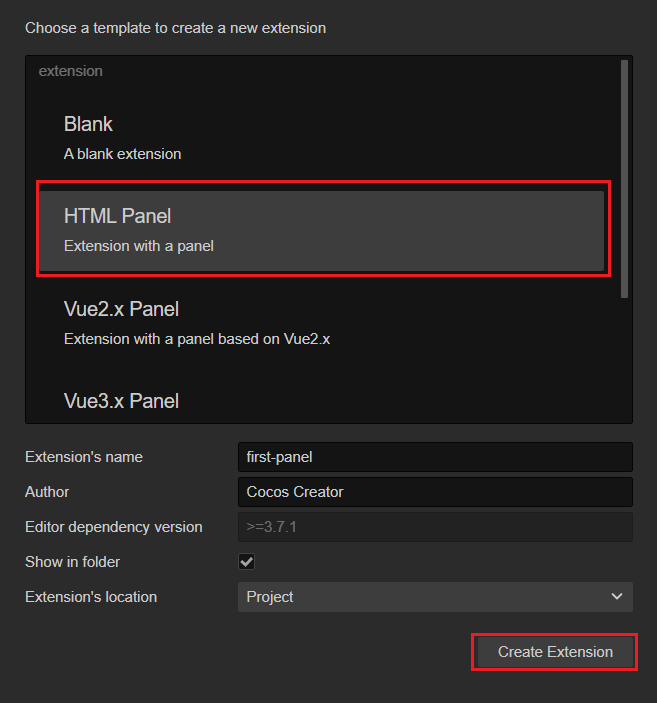 Choose a template to create a new extension
extension
Blank
A blank extension
HTML Panel
Extension with a panel
Vue2.x Panel
Extension with a panel based on Vue2.x
Vue3.x Panel
Extension's name first-panel
Author Cocos Creator
Editor dependency version >=3.7.1
Show in folder
Extension's location Project
Create Extension